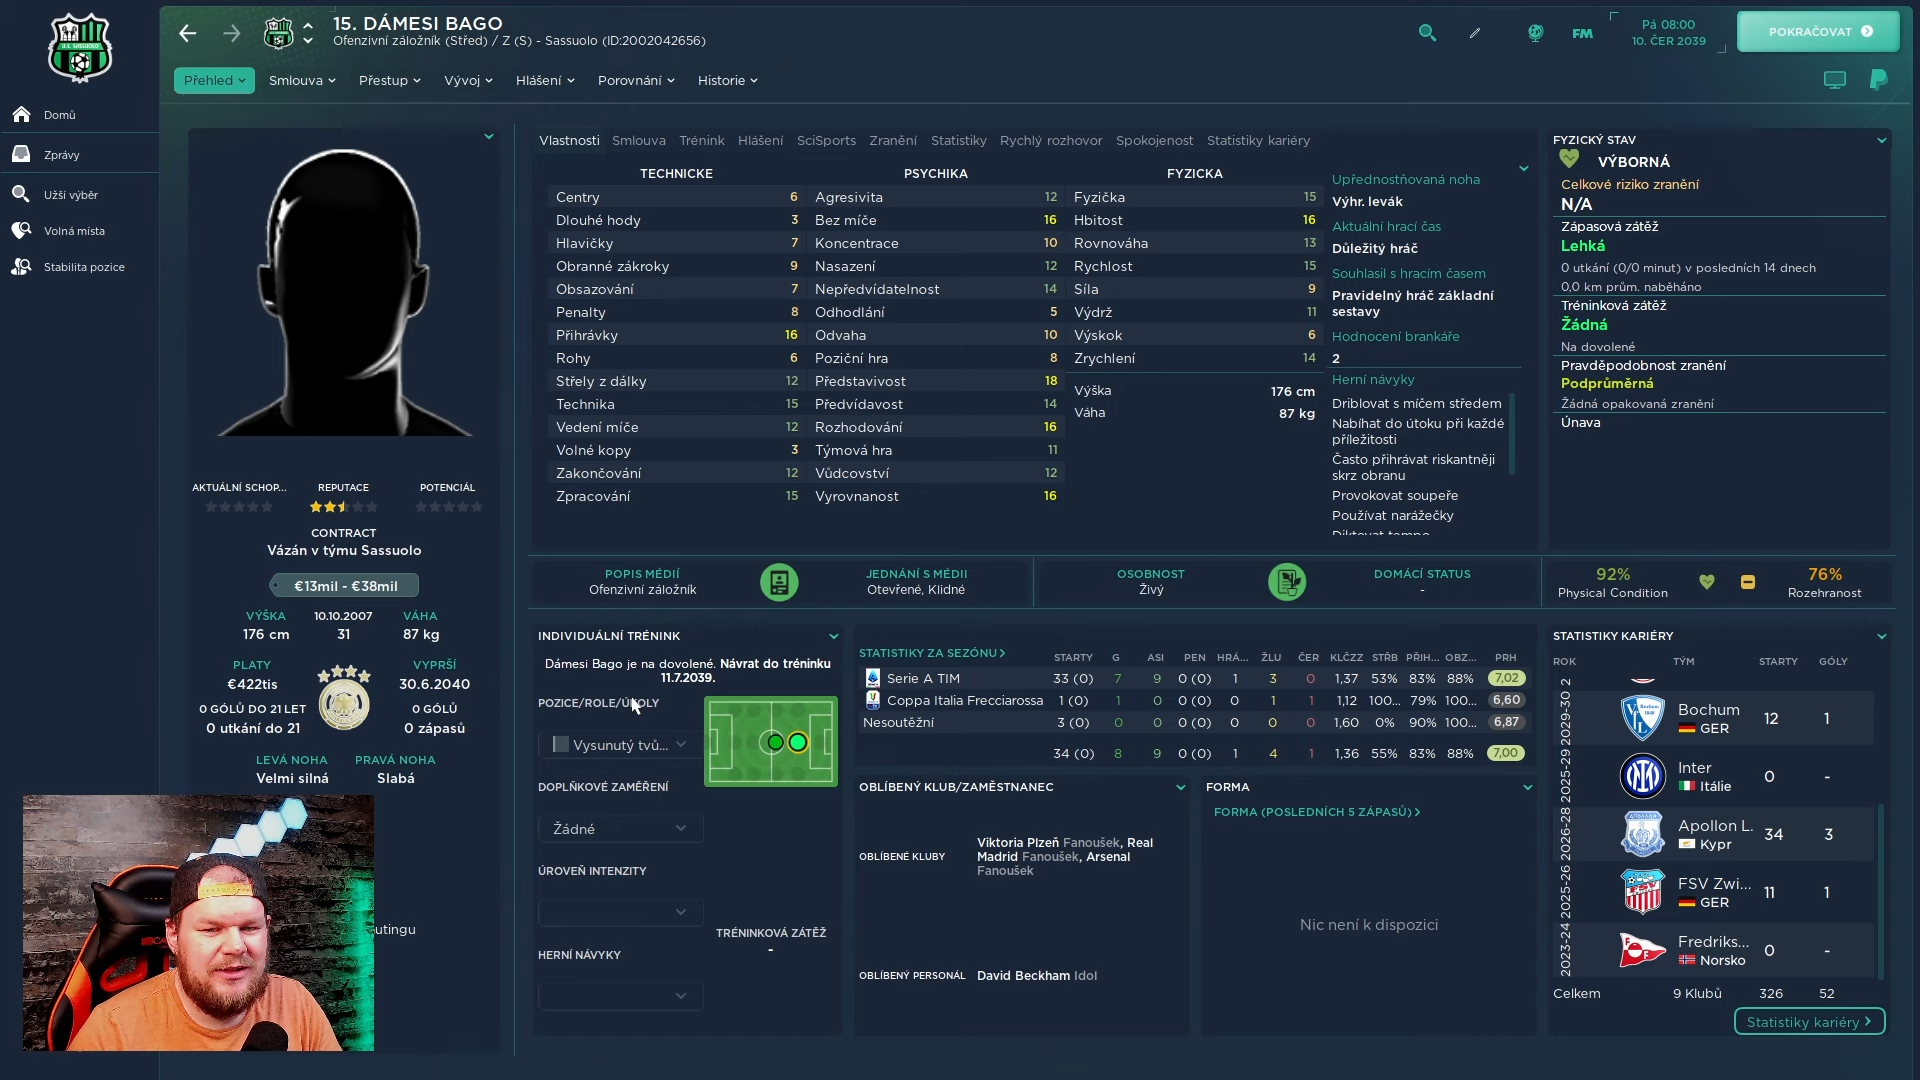 15. DÁMESI BAGO
Ofenzivní záložník (Střed) / Z (S) - Sassuolo (ID:2002042656)
FM
Pá 08:00
10. ČER 2039
POKRAČOVAT
Přehled
Smlouva
Přestup
Vývoj
Hlášení
Porovnání
Historie
Domů
Zprávy
Užší výběr
Volná místa
Stabilita pozice
AKTUÁLNÍ SCHOP...
REPUTACE
POTENCIÁL
CONTRACT
Vázán v týmu Sassuolo
€13mil - €38mil
VÝŠKA 10.10.2007 VÁHA
176 cm 31 87 kg
PLATY VYPRŠÍ
€422tis 30.6.2040
0 GÓLŮ DO 21 LET 0 GÓLŮ
0 utkání do 21 0 zápasů
LEVÁ NOHA PRAVÁ NOHA
Velmi silná Slabá
utingu
Vlastnosti Smlouva Trénink Hlášení SciSports Zranění Statistiky Rychlý rozhovor Spokojenost Statistiky kariéry
TECHNICKÉ PSYCHIKA FYZICKA
Centry 6 Agresivita 12 Fyzička 15
Dlouhé hody 3 Bez míče 16 Hbitost 16
Hlavičky 7 Koncentrace 10 Rovnováha 13
Obranné zákroky 9 Nasazení 12 Rychlost 15
Obsazování 7 Nepředvídatelnost 14 Síla 9
Penalty 8 Odhodlání 5 Výdrž 11
Přihrávky 16 Odvaha 10 Výskok 6
Rohy 6 Poziční hra 8 Zrychlení 14
Střely z dálky 12 Představivost 18
Technika 15 Předvídavost 14
Vedení míče 12 Rozhodování 16
Volné kopy 3 Týmová hra 11
Zakončování 12 Vůdcovství 12
Zpracování 15 Vyrovnanost 16
Výška 176 cm
Váha 87 kg
Upřednostňovaná noha
Výhr. levák
Aktuální hrací čas
Důležitý hráč
Souhlasil s hracím časem
Pravidelný hráč základní
sestavy
Hodnocení brankáře
2
Herní návyky
Driblovat s míčem středem
Nabíhat do útoku při každé
příležitosti
Často přihrávat riskantněji
skrz obranu
Provokovat soupeře
Používat narážečky
Diktovat tempo
FYZICKÝ STAV
VÝBORNÁ
Celkové riziko zranění
N/A
Zápasová zátěž
Lehká
0 utkání (0/0 minut) v posledních 14 dnech
0,0 km prům. naběháno
Tréninková zátěž
Žádná
Na dovolené
Pravděpodobnost zranění
Podprůměrná
Žádná opakovaná zranění
Únava
POPIS MÉDIÍ
Ofenzivní záložník
JEDNÁNÍ S MÉDII
Otevřené, Klidné
OSOBNOST
Živý
DOMÁCÍ STATUS
-
92%
Physical Condition
76%
Rozehranost
INDIVIDUÁLNÍ TRÉNINK
Dámesi Bago je na dovolené. Návrat do tréninku
11.7.2039.
POZICE/ROLE/ÚKOLY
Vysunutý tvů...
DOPLŇKOVÉ ZAMĚŘENÍ
Žádné
ÚROVEŇ INTENZITY
TRÉNINKOVÁ ZÁTĚŽ
-
HERNÍ NÁVYKY
STATISTIKY ZA SEZÓNU STARTY G ASI PEN HRÁ... ŽLU ČER KLČZZ STŘB PŘIH... OBZ... PRH
Serie A TIM 33 (0) 7 9 0 (0) 1 3 0 1,37 53% 83% 88% 7,02
Coppa Italia Frecciarossa 1 (0) 1 0 0 (0) 0 1 1 1,12 100... 79% 100... 6,60
Nesoutěžní 3 (0) 0 0 0 (0) 0 0 0 1,60 0% 90% 100... 6,87
34 (0) 8 9 0 (0) 1 4 1 1,36 55% 83% 88% 7,00
OBLÍBENÝ KLUB/ZAMĚSTNANEC
OBLÍBENÉ KLUBY
Viktoria Plzeň Fanoušek, Real
Madrid Fanoušek, Arsenal
Fanoušek
OBLÍBENÝ PERSONÁL David Beckham Idol
FORMA
FORMA (POSLEDNÍCH 5 ZÁPASŮ)
Nic není k dispozici
STATISTIKY KARIÉRY
ROK TÝM STARTY GÓLY
2029-30 Bochum GER 12 1
2025-29 Inter Itálie 0 -
2026-28 Apollon L. Kypr 34 3
2025-26 FSV Zwi... GER 11 1
2023-24 Fredriks... Norsko 0 -
Celkem 9 Klubů 326 52
Statistiky kariéry